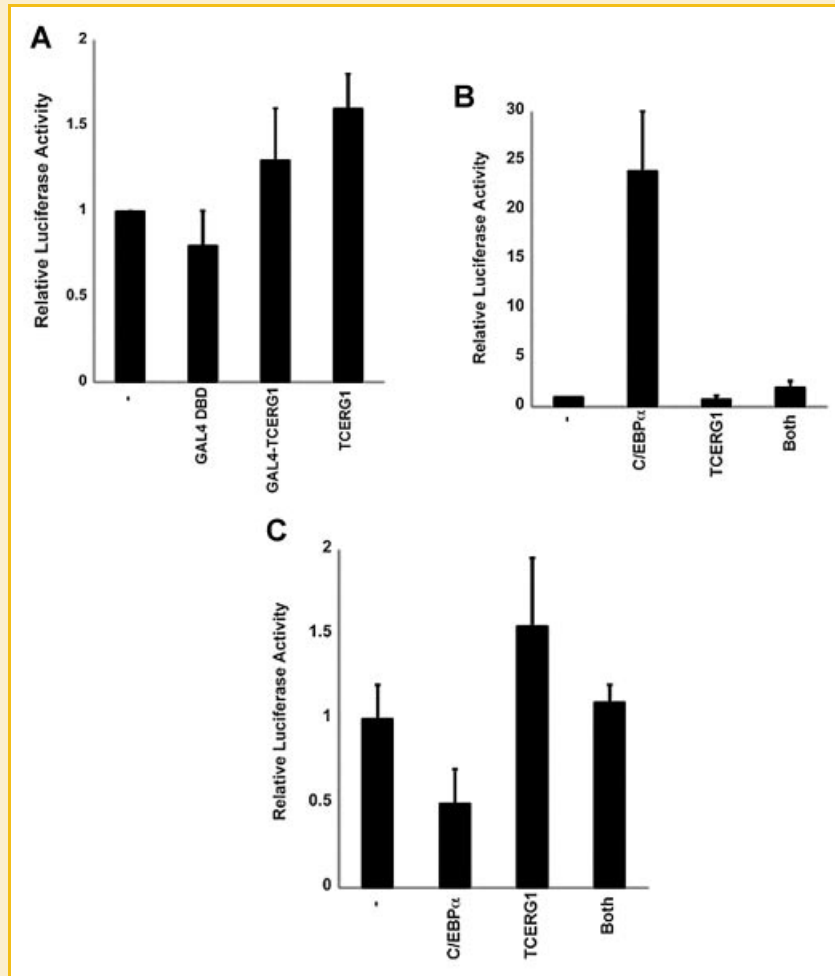 A
Relative Luciferase Activity
2
1.5
1
0.5
0
-
GAL4 DBD
GAL4-TCERG1
TCERG1
B
Relative Luciferase Activity
30
25
20
15
10
5
0
-
C/EBPα
TCERG1
Both
C
Relative Luciferase Activity
2
1.5
1
0.5
0
-
C/EBPα
TCERG1
Both